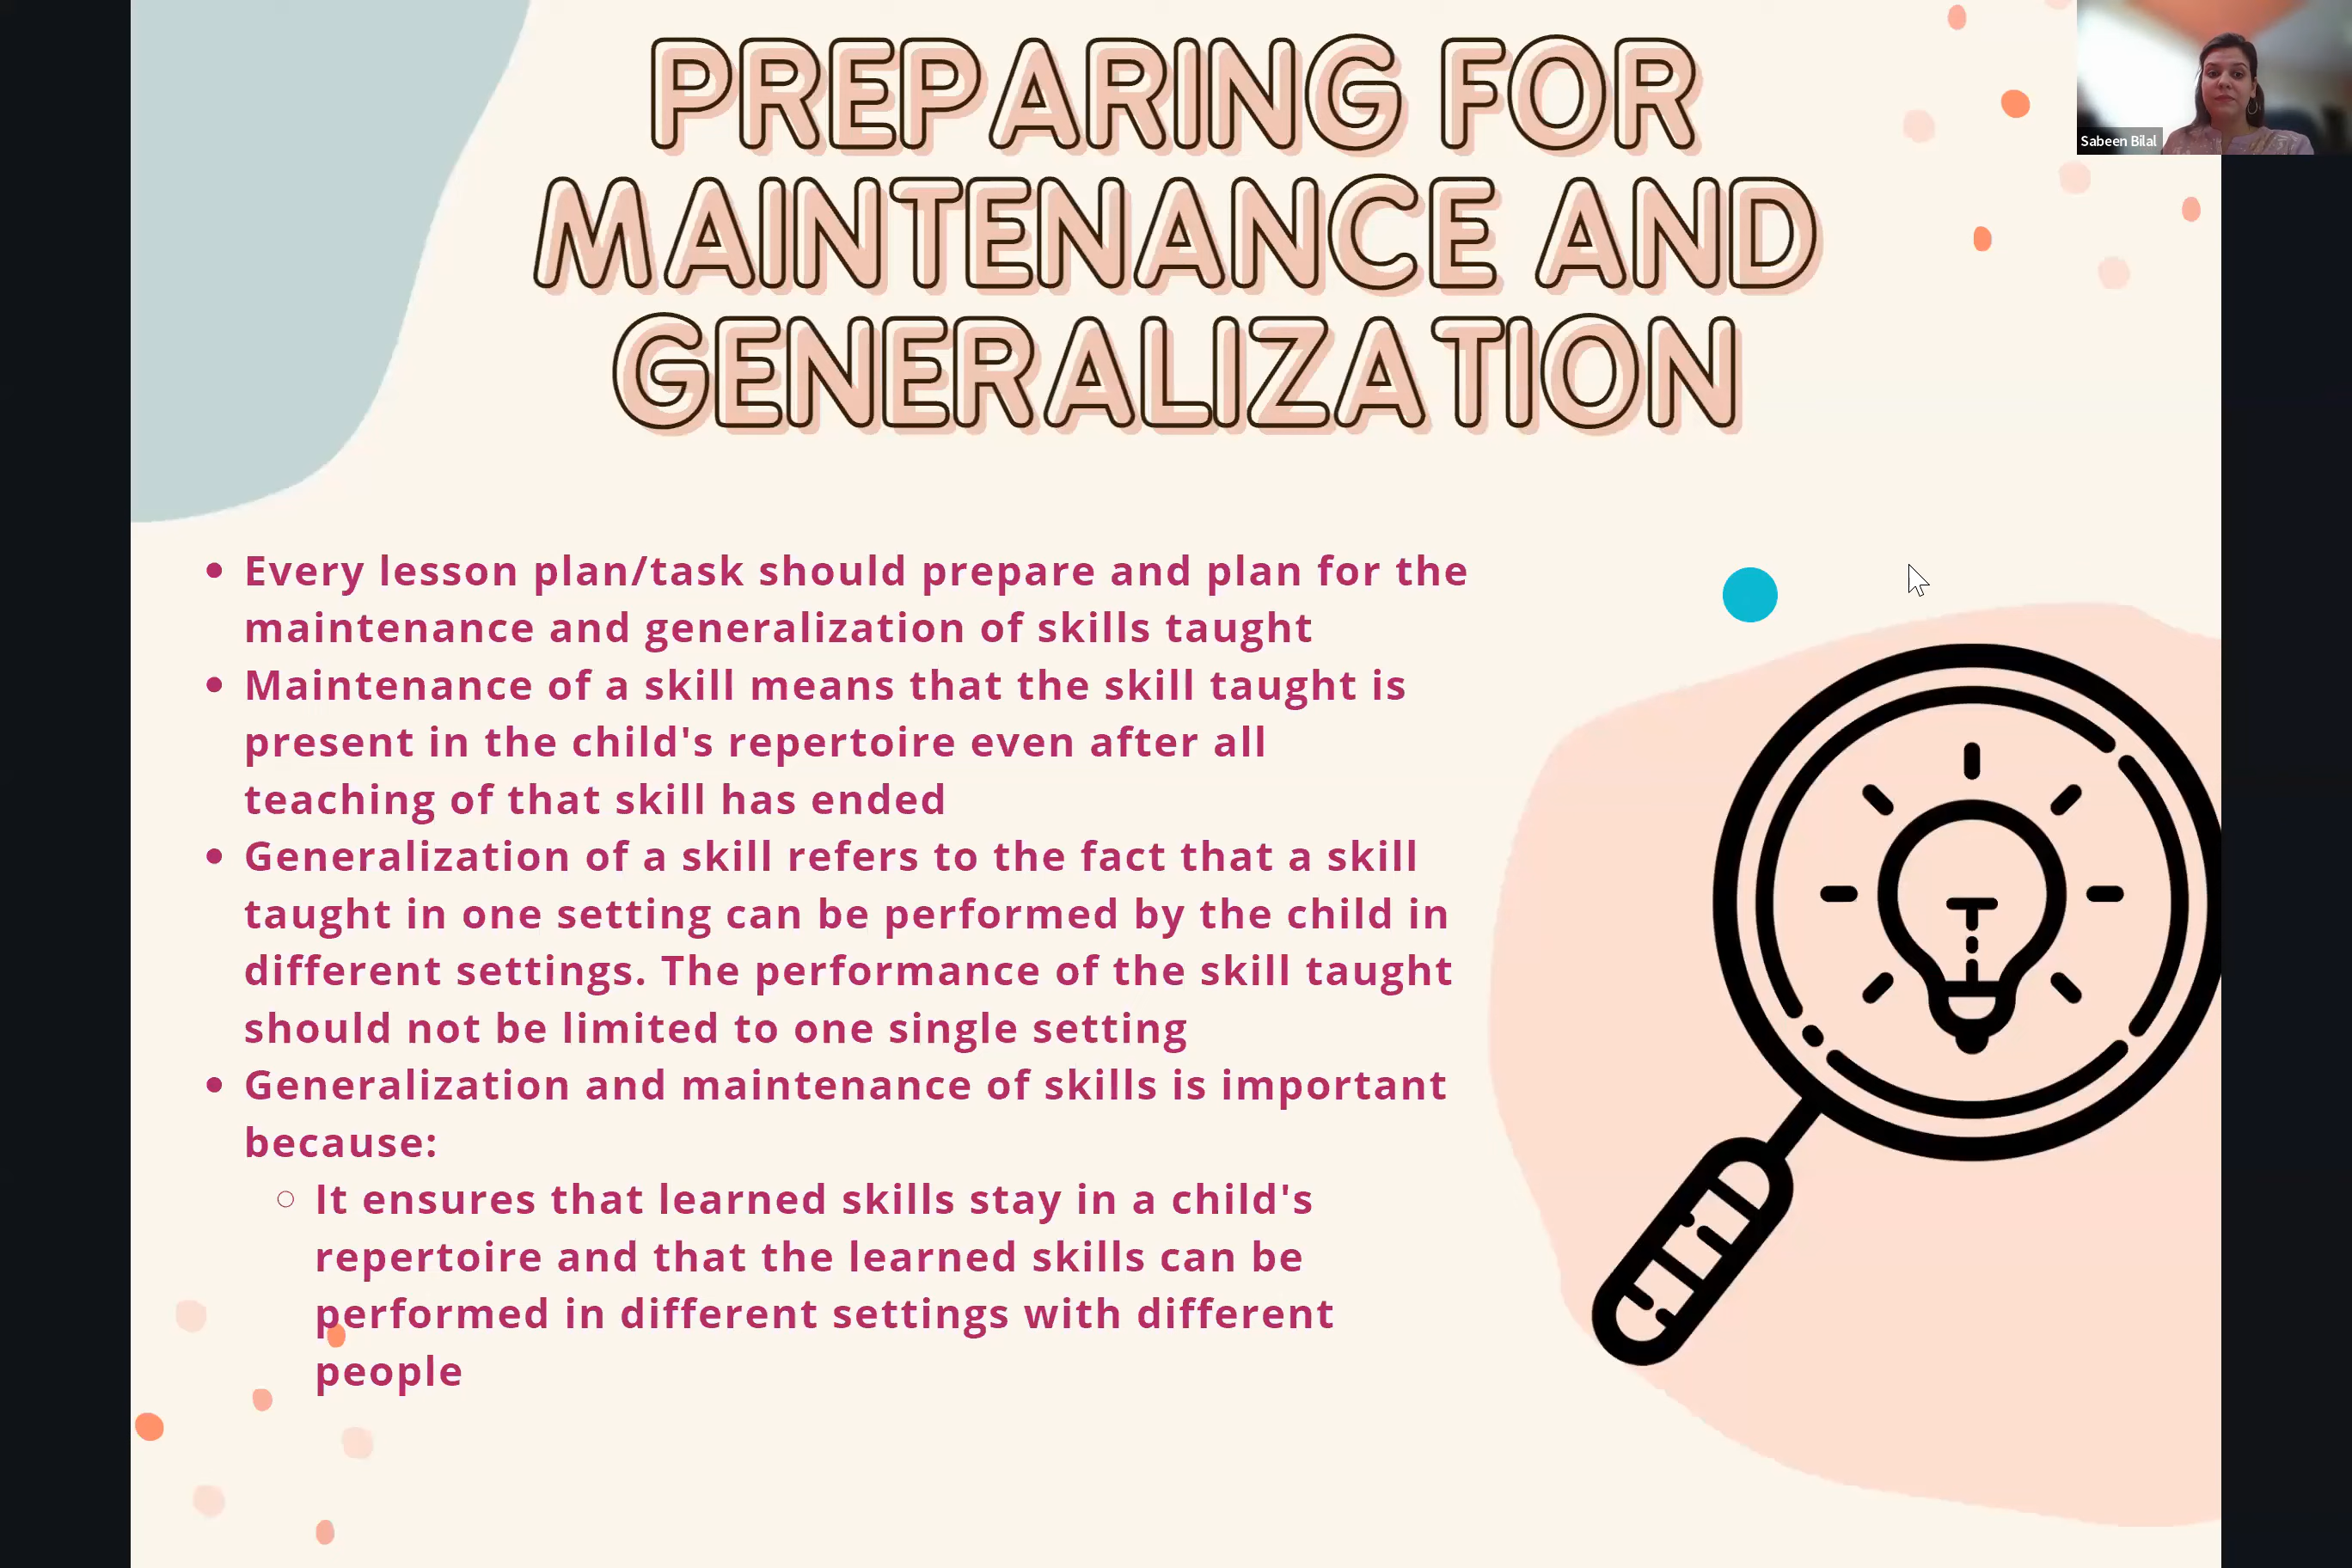 PREPARING FOR
MAINTENANCE AND
GENERALIZATION
Sabeen Bilal
• Every lesson plan/task should prepare and plan for the
maintenance and generalization of skills taught
• Maintenance of a skill means that the skill taught is
present in the child's repertoire even after all
teaching of that skill has ended
• Generalization of a skill refers to the fact that a skill
taught in one setting can be performed by the child in
different settings. The performance of the skill taught
should not be limited to one single setting
• Generalization and maintenance of skills is important
because:
○ It ensures that learned skills stay in a child's
repertoire and that the learned skills can be
performed in different settings with different
people